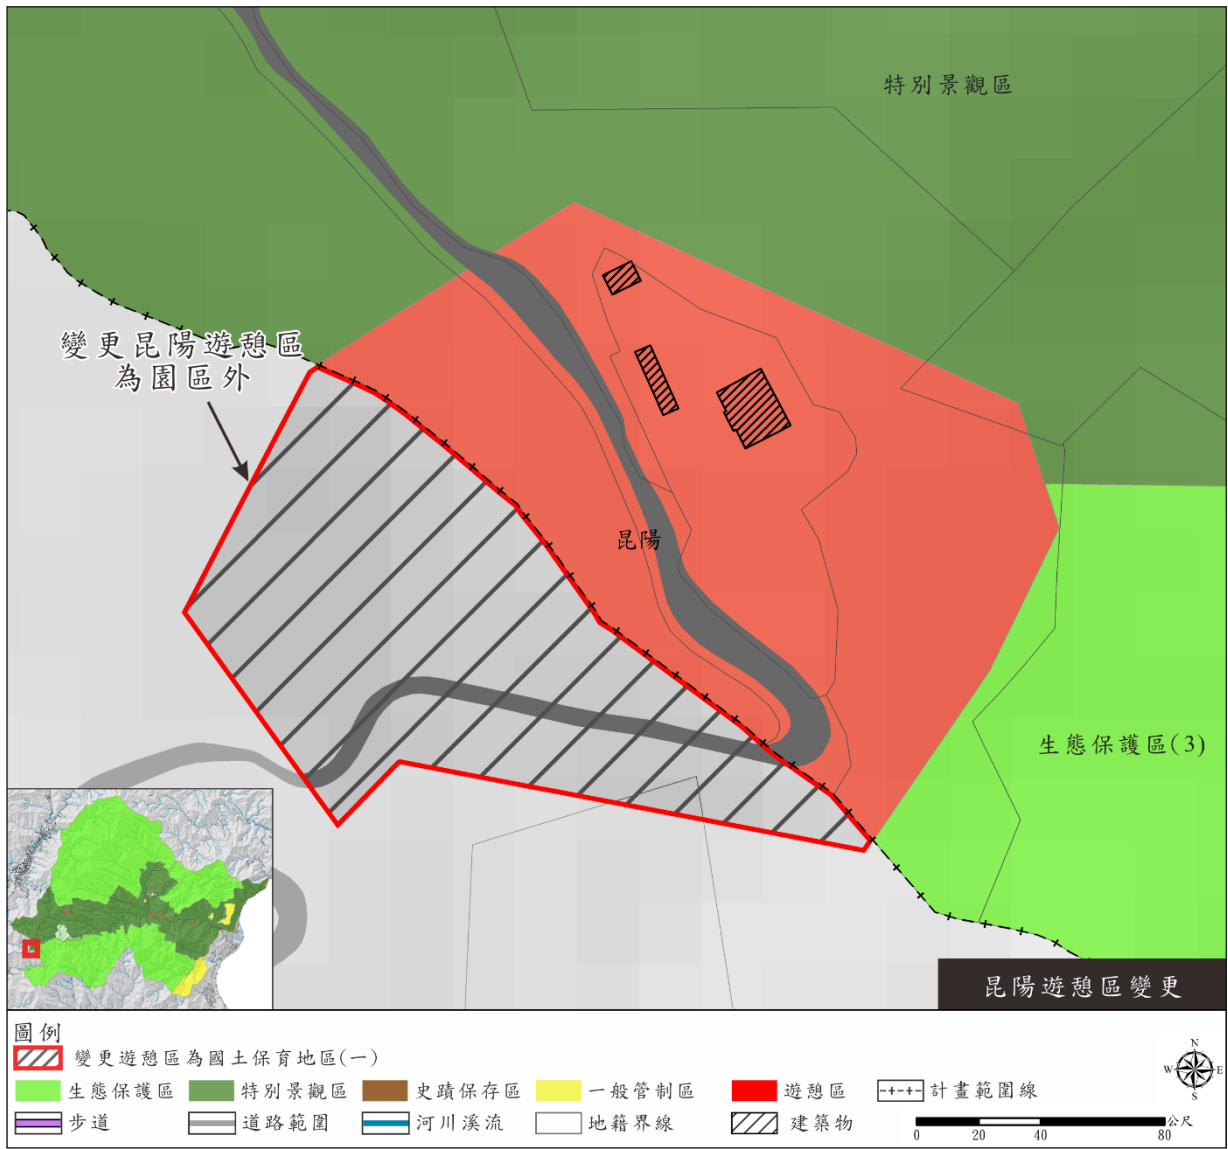 特別景觀區
變更昆陽遊憩區
為園區外
昆陽
生態保護區(3)
昆陽遊憩區變更
圖例
變更遊憩區為國土保育地區(一)
生態保護區
特別景觀區
史蹟保存區
一般管制區
遊憩區
計畫範圍線
步道
道路範圍
河川溪流
地籍界線
建築物
N
W
E
S
公尺
0 20 40 80